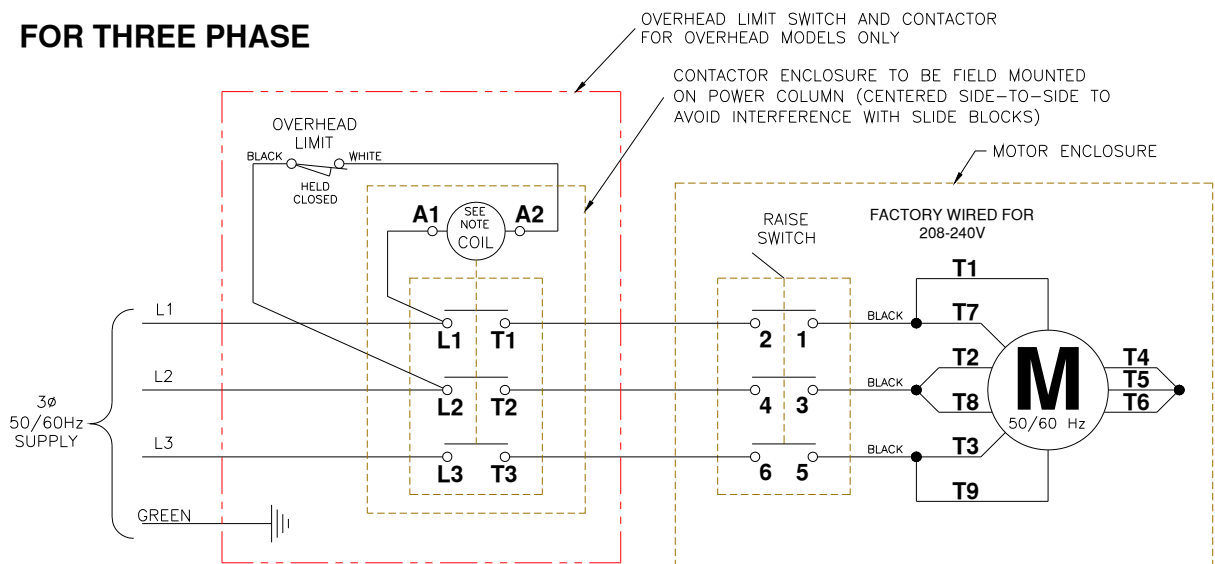 FOR THREE PHASE
OVERHEAD LIMIT SWITCH AND CONTACTOR
FOR OVERHEAD MODELS ONLY
CONTACTOR ENCLOSURE TO BE FIELD MOUNTED
ON POWER COLUMN (CENTERED SIDE-TO-SIDE TO
AVOID INTERFERENCE WITH SLIDE BLOCKS)
MOTOR ENCLOSURE
OVERHEAD
LIMIT
BLACK
WHITE
HELD
CLOSED
A1
SEE
NOTE
COIL
A2
RAISE
SWITCH
FACTORY WIRED FOR
208-240V
3ø
50/60Hz
SUPPLY
L1
L1
T1
2
1
BLACK
T1
T7
L2
L2
T2
4
3
BLACK
T2
T8
L3
L3
T3
6
5
BLACK
T3
T9
M
50/60 Hz
T4
T5
T6
GREEN